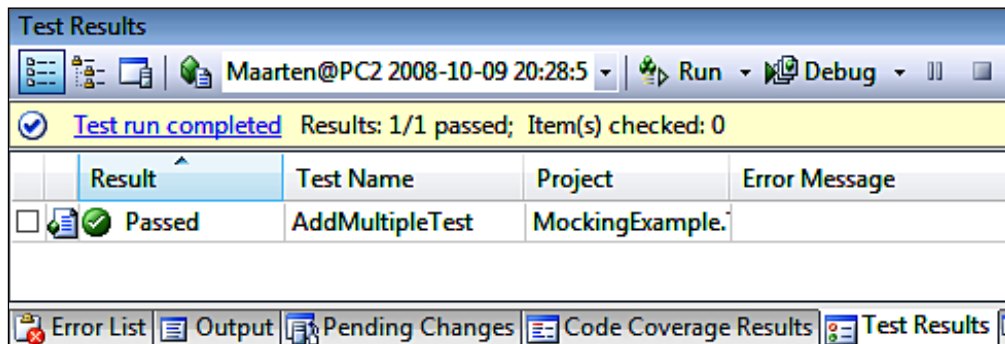 Test Results
Maarten@PC2 2008-10-09 20:28:5 Run Debug
Test run completed Results: 1/1 passed; Item(s) checked: 0
Result Test Name Project Error Message
Passed AddMultipleTest MockingExample.
Error List Output Pending Changes Code Coverage Results Test Results